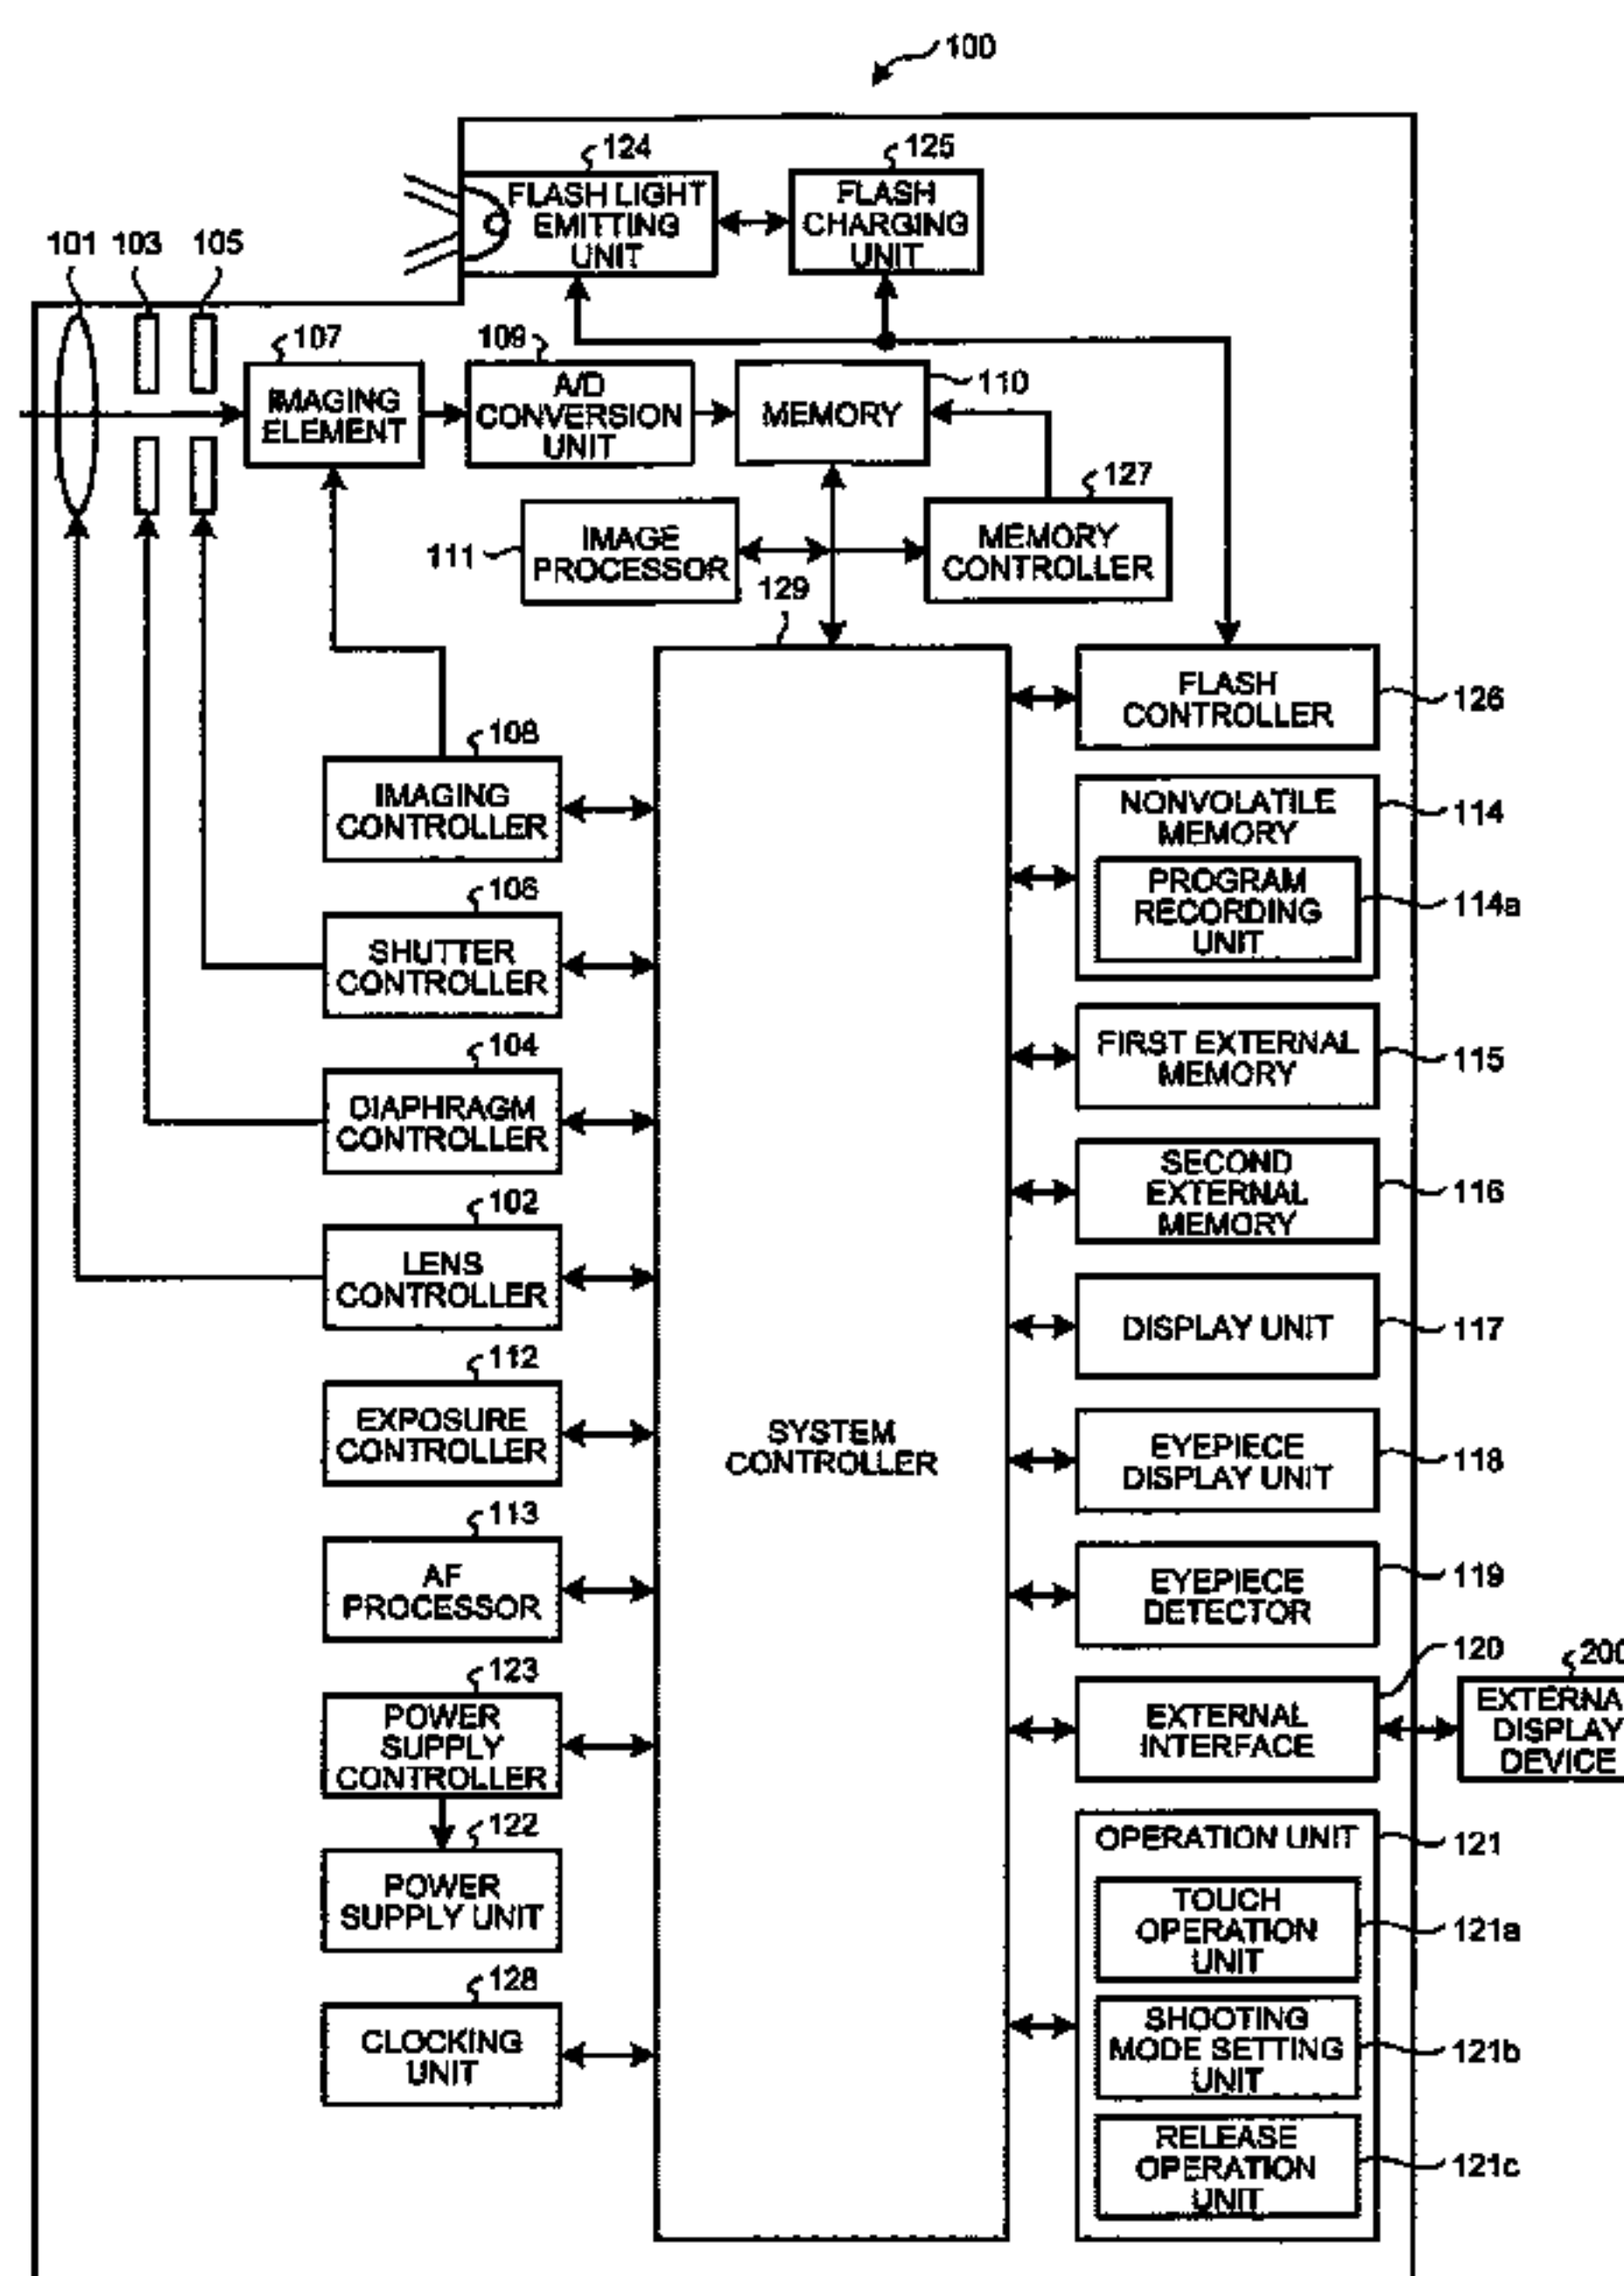 100
124
FLASH LIGHT
EMITTING
UNIT
125
FLASH
CHARGING
UNIT
101
103
105
107
IMAGING
ELEMENT
109
A/D
CONVERSION
UNIT
MEMORY
110
111
IMAGE
PROCESSOR
127
MEMORY
CONTROLLER
129
SYSTEM
CONTROLLER
108
IMAGING
CONTROLLER
106
SHUTTER
CONTROLLER
104
DIAPHRAGM
CONTROLLER
102
LENS
CONTROLLER
112
EXPOSURE
CONTROLLER
113
AF
PROCESSOR
123
POWER
SUPPLY
CONTROLLER
122
POWER
SUPPLY UNIT
128
CLOCKING
UNIT
FLASH
CONTROLLER
126
NONVOLATILE
MEMORY
114
PROGRAM
RECORDING
UNIT
114a
FIRST EXTERNAL
MEMORY
115
SECOND
EXTERNAL
MEMORY
116
DISPLAY UNIT
117
EYEPIECE
DISPLAY UNIT
118
EYEPIECE
DETECTOR
119
EXTERNAL
INTERFACE
120
200
EXTERNA
DISPLAY
DEVICE
OPERATION UNIT
121
TOUCH
OPERATION
UNIT
121a
SHOOTING
MODE SETTING
UNIT
121b
RELEASE
OPERATION
UNIT
121c